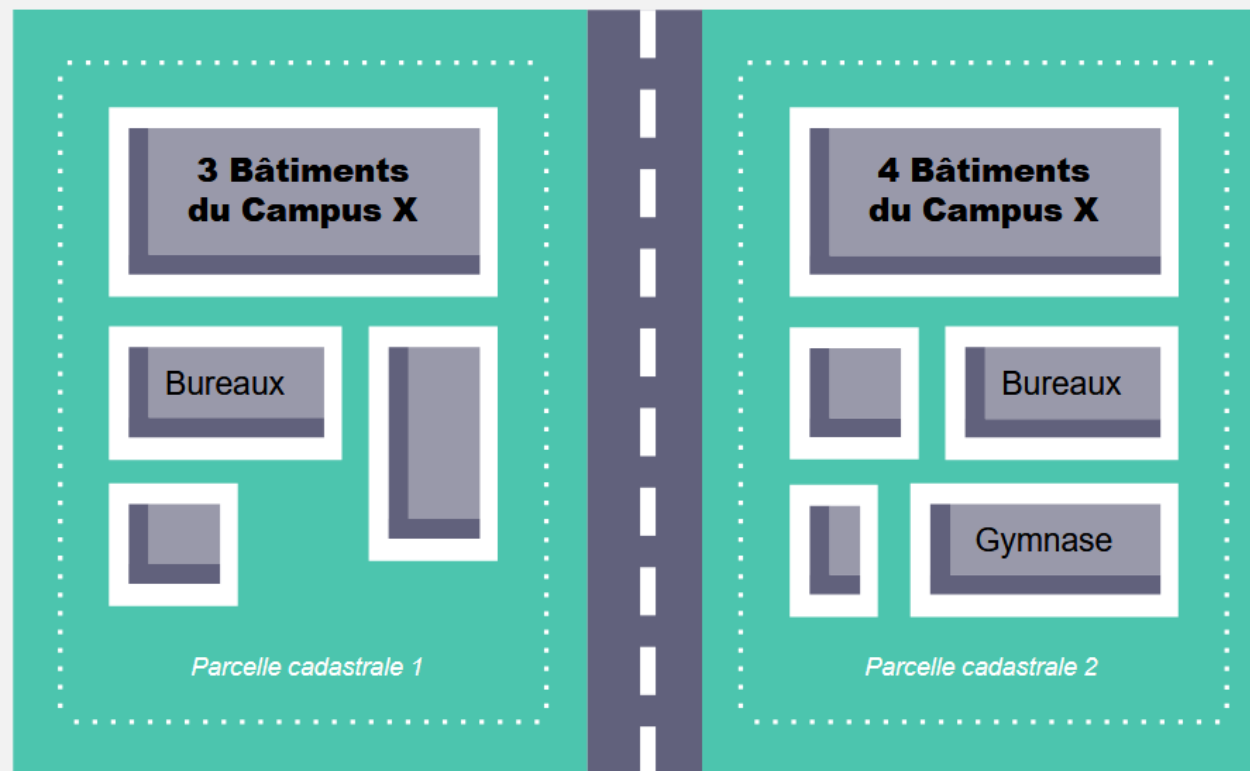 3 Bâtiments
du Campus X
Bureaux
Parcelle cadastrale 1
4 Bâtiments
du Campus X
Bureaux
Gymnase
Parcelle cadastrale 2